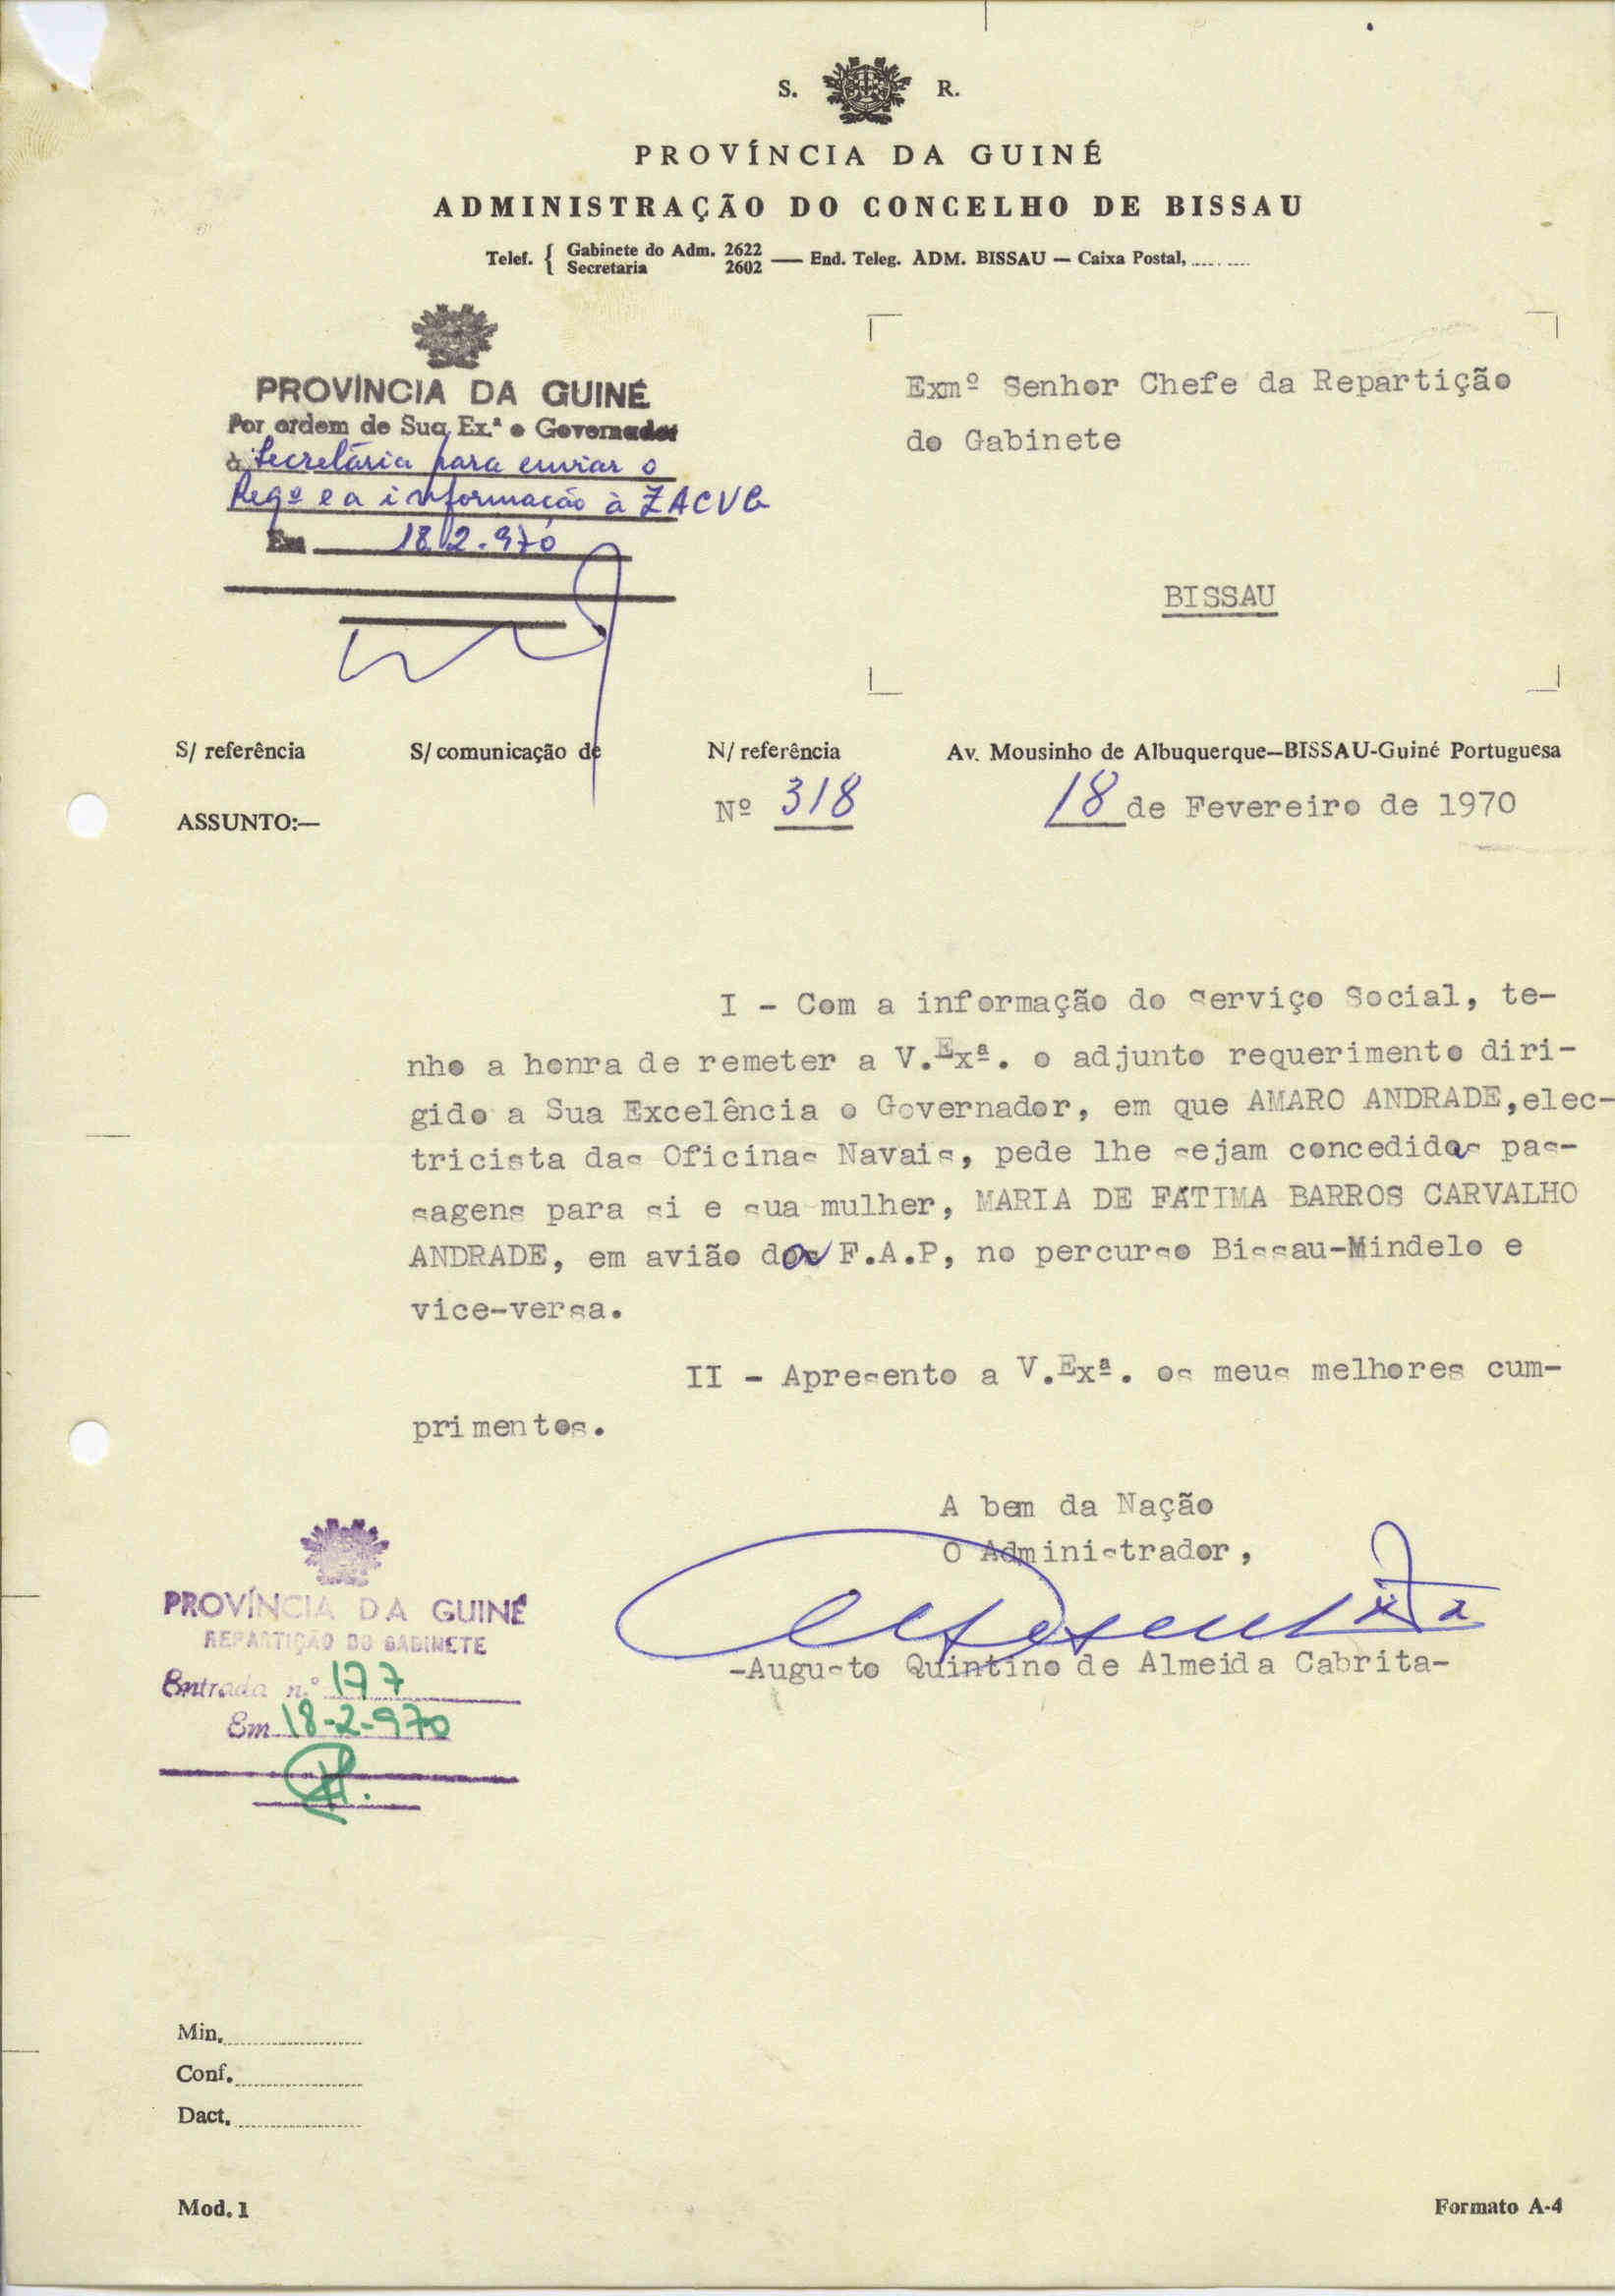 S. R.
PROVÍNCIA DA GUINÉ
ADMINISTRAÇÃO DO CONCELHO DE BISSAU
Telef. { Gabinete do Adm. 2622 — End. Teleg. ADM. BISSAU — Caixa Postal,
Secretaria 2602
PROVÍNCIA DA GUINÉ
Por ordem de Sua Ex.ª o Governador
à Secretária para enviar o
Reqº e a informação à ZACVG
Em 18.2.970
Exmº Senhor Chefe da Repartição
do Gabinete
BISSAU
S/ referência S/ comunicação de N/ referência Av. Mousinho de Albuquerque—BISSAU-Guiné Portuguesa
Nº 318 18 de Fevereiro de 1970
ASSUNTO:—
I - Com a informação do Serviço Social, te-
nho a honra de remeter a V.Exª. o adjunto requerimento diri-
gido a Sua Excelência o Governador, em que AMARO ANDRADE, elec-
tricista das Oficinas Navais, pede lhe sejam concedidas pas-
sagens para si e sua mulher, MARIA DE FÁTIMA BARROS CARVALHO
ANDRADE, em avião da F.A.P, no percurso Bissau-Mindelo e
vice-versa.
II - Apresento a V.Exª. os meus melhores cum-
primentos.
A bem da Nação
O Administrador,
-Augusto Quintino de Almeida Cabrita-
PROVÍNCIA DA GUINÉ
REPARTIÇÃO DO GABINETE
Entrada n.º 177
Em 18-2-970
Min.
Conf.
Dact.
Mod. 1 Formato A-4